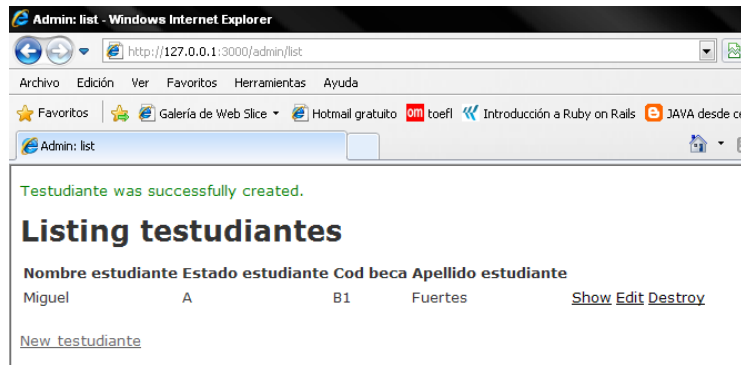 Admin: list - Windows Internet Explorer
http://127.0.0.1:3000/admin/list
Archivo Edición Ver Favoritos Herramientas Ayuda
Favoritos Galería de Web Slice Hotmail gratuito om toefl Introducción a Ruby on Rails JAVA desde
Admin: list
Testudiante was successfully created.
Listing testudiantes
Nombre estudiante Estado estudiante Cod beca Apellido estudiante
Miguel A B1 Fuertes Show Edit Destroy
New testudiante